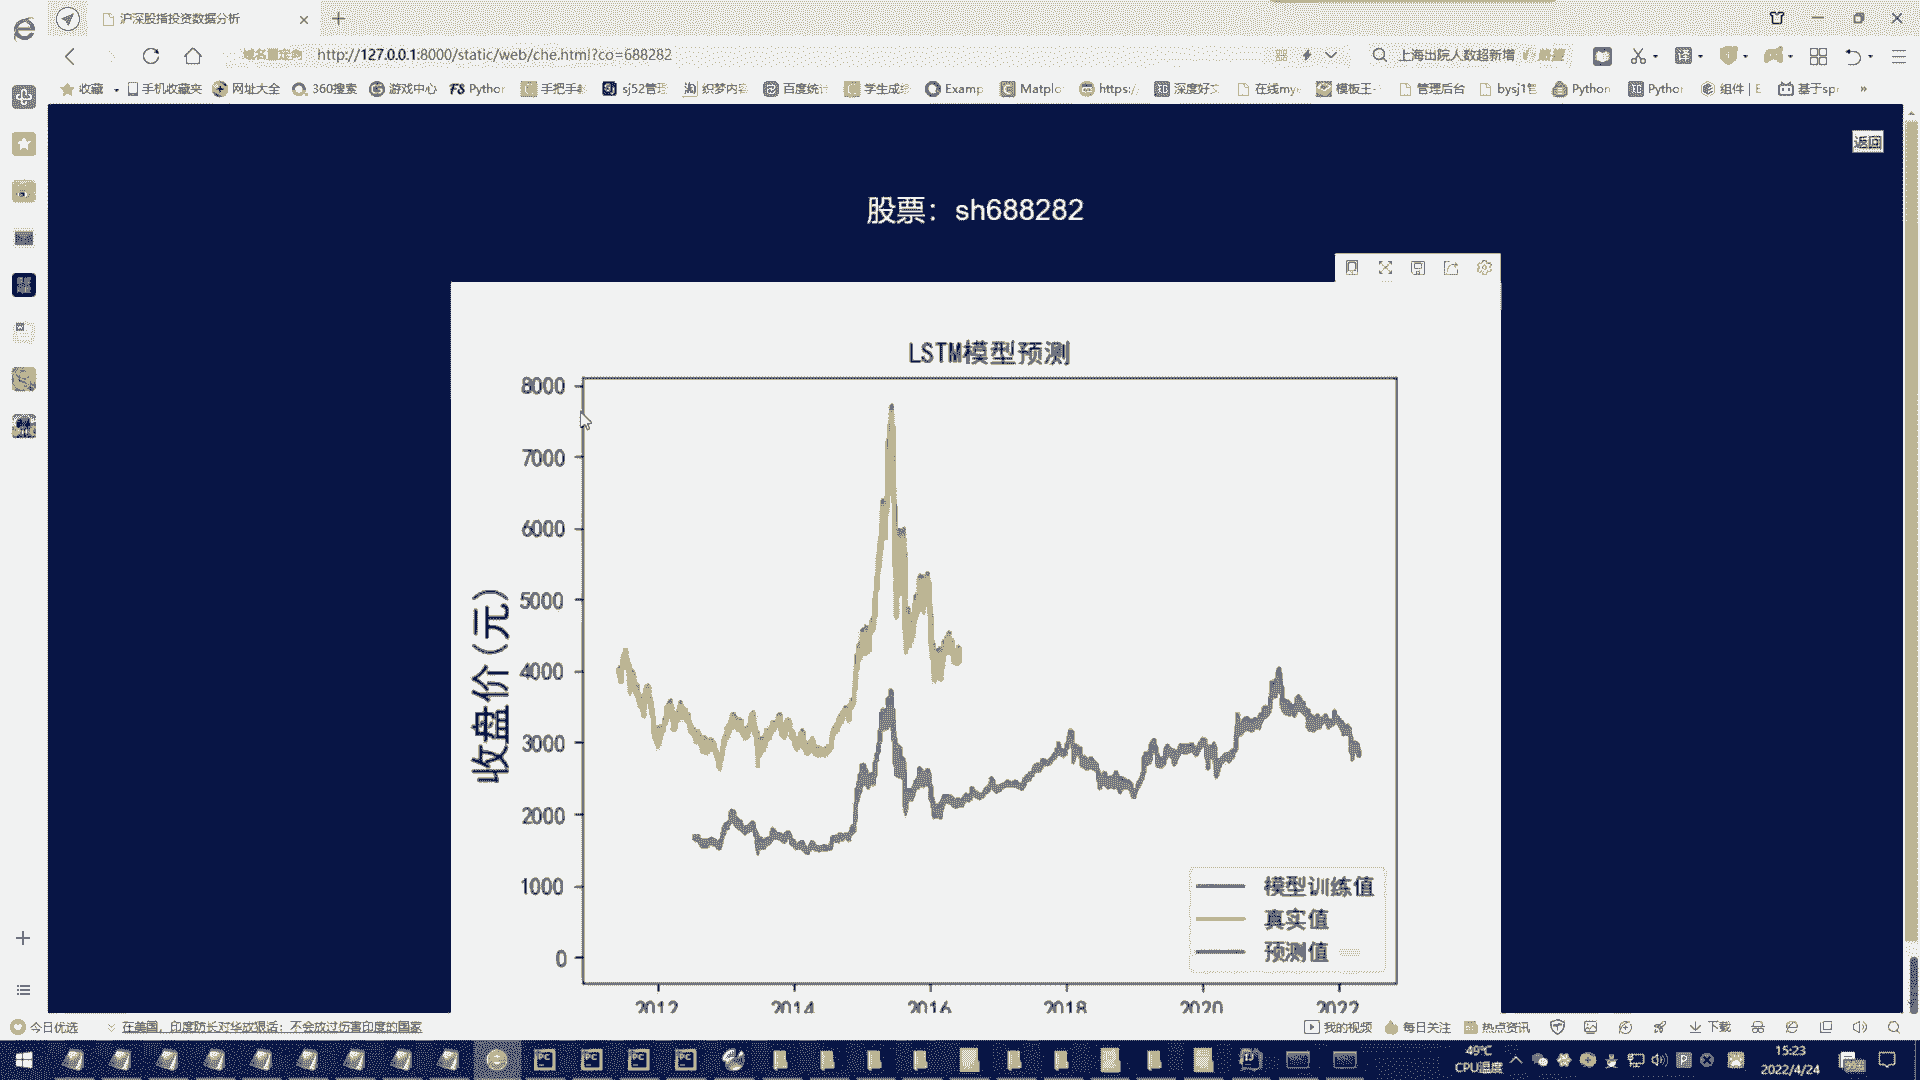 沪深股指投资数据分析
http://127.0.0.1:8000/static/web/che.html?co=688282
上海出院人数超新增
收藏 手机收藏夹 网址大全 360搜索 游戏中心 Pythor 手把手 sj52管理 织梦内容 百度统计 学生成绩 Examp Matplo https:/ 深度好文 在线my 模板王- 管理后台 bysj1管 Python Pythor 组件 | E 基于sp
返回
股票：sh688282
LSTM模型预测
8000
7000
6000
5000
4000
3000
2000
1000
0
收盘价(元)
模型训练值
真实值
预测值
2012 2014 2016 2018 2020 2022
今日优选 在美国，印度防长对华放狠话：不会放过伤害印度的国家 我的视频 每日关注 热点资讯 下载
49℃
CPU温度
15:23
2022/4/24